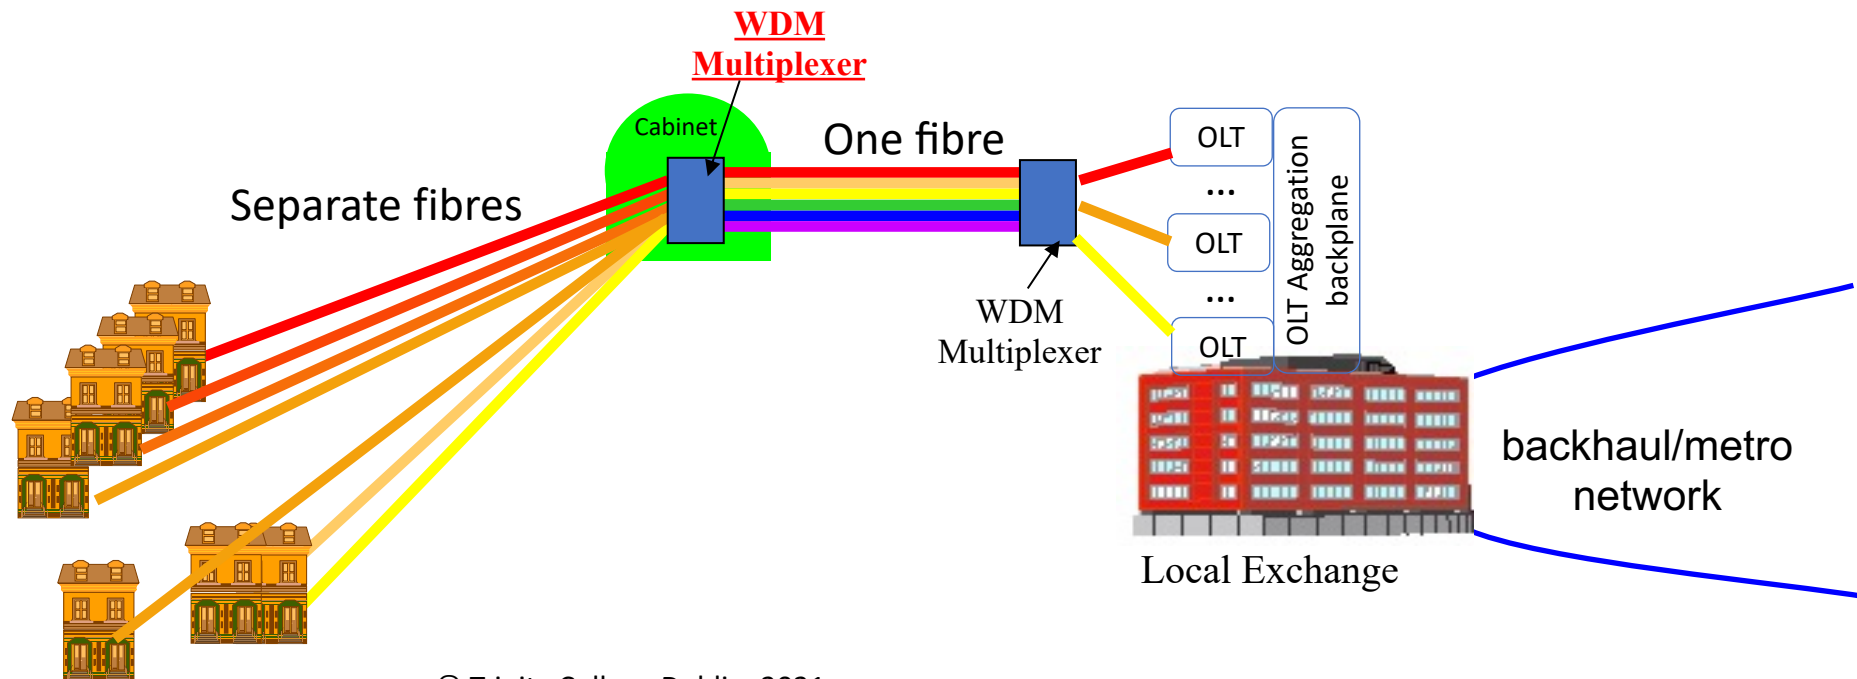 WDM
Multiplexer
Cabinet
One fibre
Separate fibres
OLT
...
OLT
...
OLT
OLT Aggregation
backplane
WDM
Multiplexer
backhaul/metro
network
Local Exchange